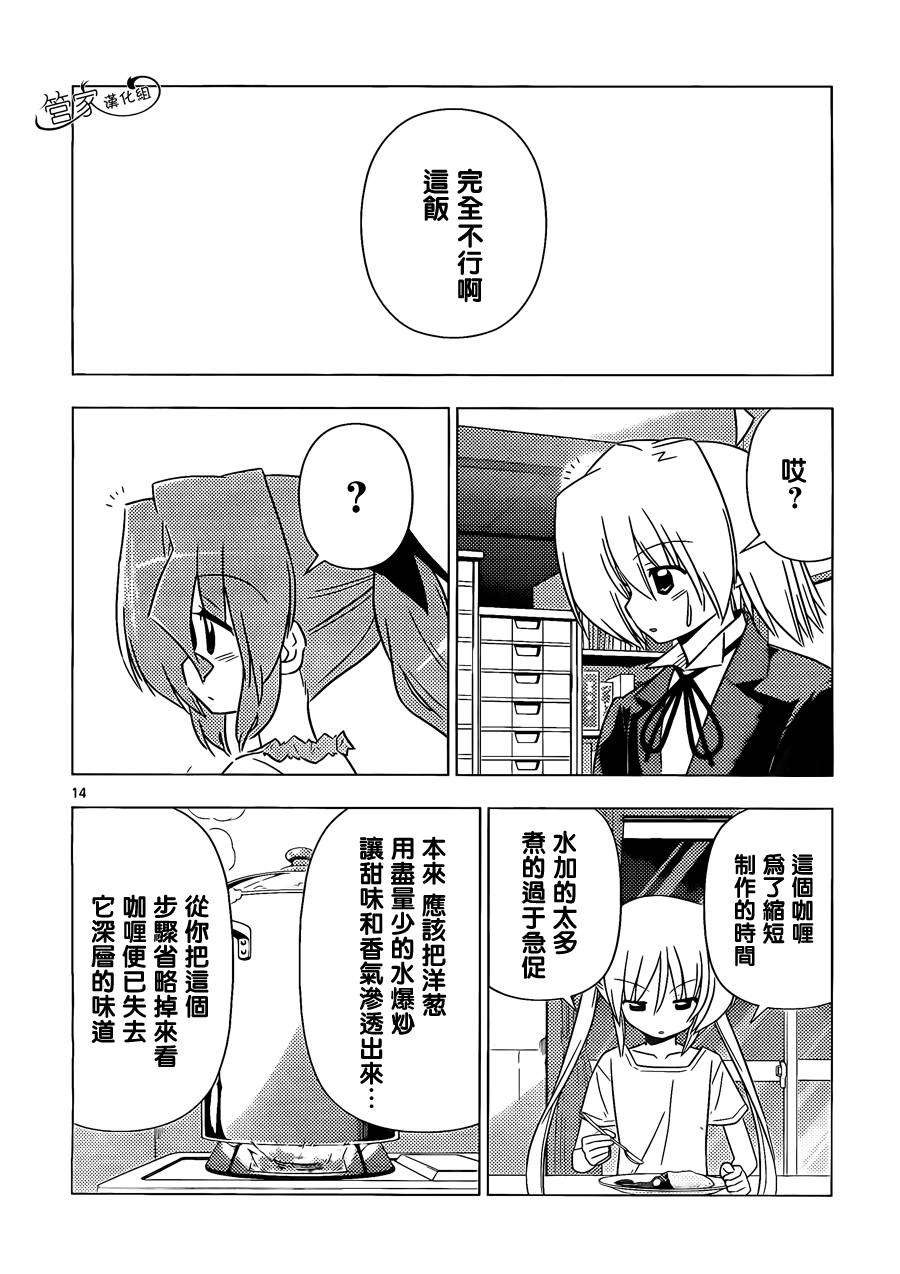 管家漢化組
完全不行啊
這飯
哎?
?
14
這個咖喱
為了縮短
制作的時間
水加的太多
煮的過于急促
本來 應該把洋葱
用盡量少的水爆炒
讓甜味和香氣滲透出來…
從你把這個
步驟省略掉來看
咖喱便已失去
它深層的味道